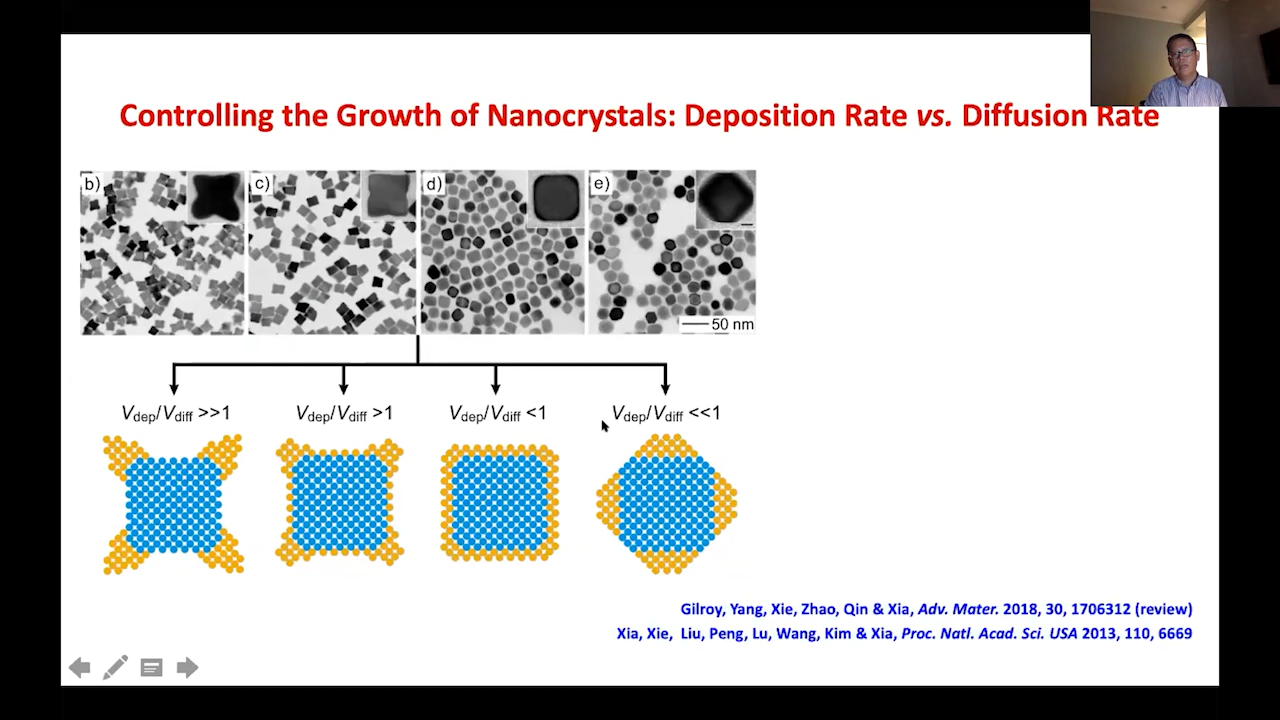 Controlling the Growth of Nanocrystals: Deposition Rate vs. Diffusion Rate
b) c) d) e)
50 nm
Vdep/Vdiff >>1 Vdep/Vdiff >1 Vdep/Vdiff <1 Vdep/Vdiff <<1
Gilroy, Yang, Xie, Zhao, Qin & Xia, Adv. Mater. 2018, 30, 1706312 (review)
Xia, Xie, Liu, Peng, Lu, Wang, Kim & Xia, Proc. Natl. Acad. Sci. USA 2013, 110, 6669